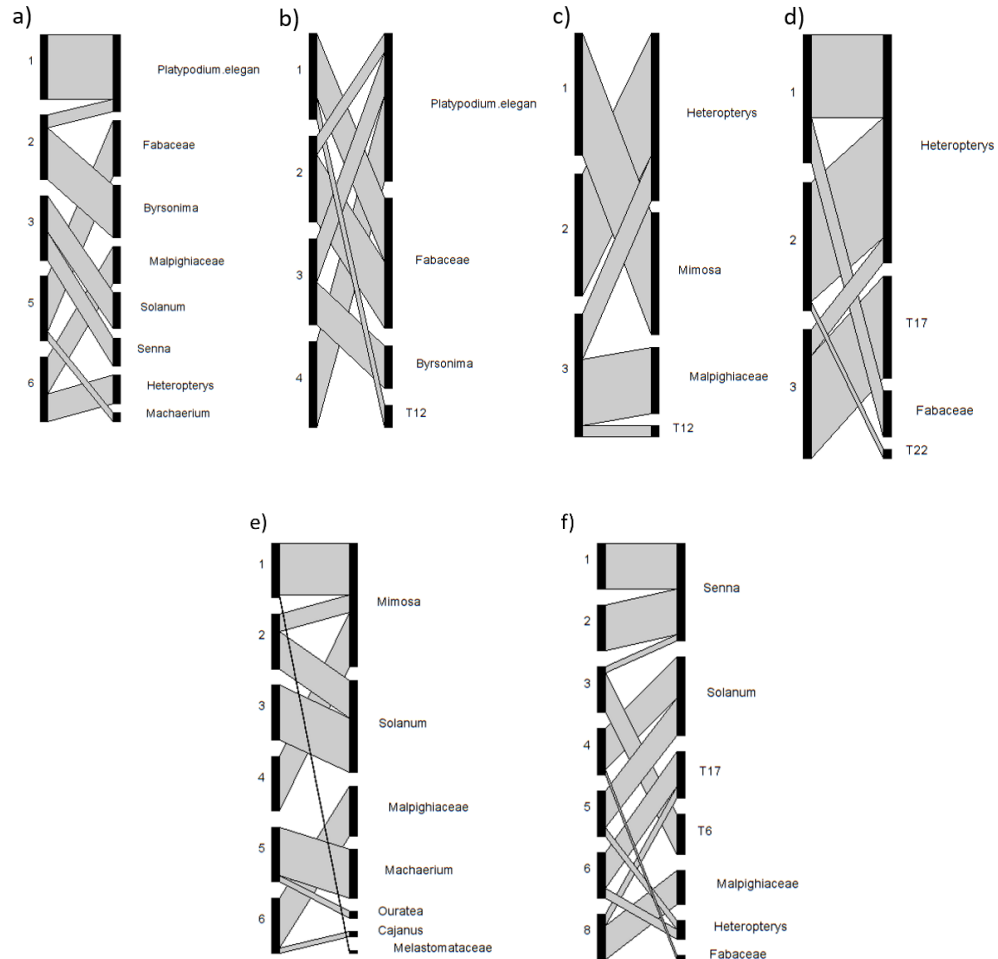 a)
1
2
3
5
6
Platypodium.elegan
Fabaceae
Byrsonima
Malpighiaceae
Solanum
Senna
Heteropterys
Machaerium
b)
1
2
3
4
Platypodium.elegan
Fabaceae
Byrsonima
T12
c)
1
2
3
Heteropterys
Mimosa
Malpighiaceae
T12
d)
1
2
3
Heteropterys
T17
Fabaceae
T22
e)
1
2
3
4
5
6
Mimosa
Solanum
Malpighiaceae
Machaerium
Ouratea
Cajanus
Melastomataceae
f)
1
2
3
4
5
6
8
Senna
Solanum
T17
T6
Malpighiaceae
Heteropterys
Fabaceae